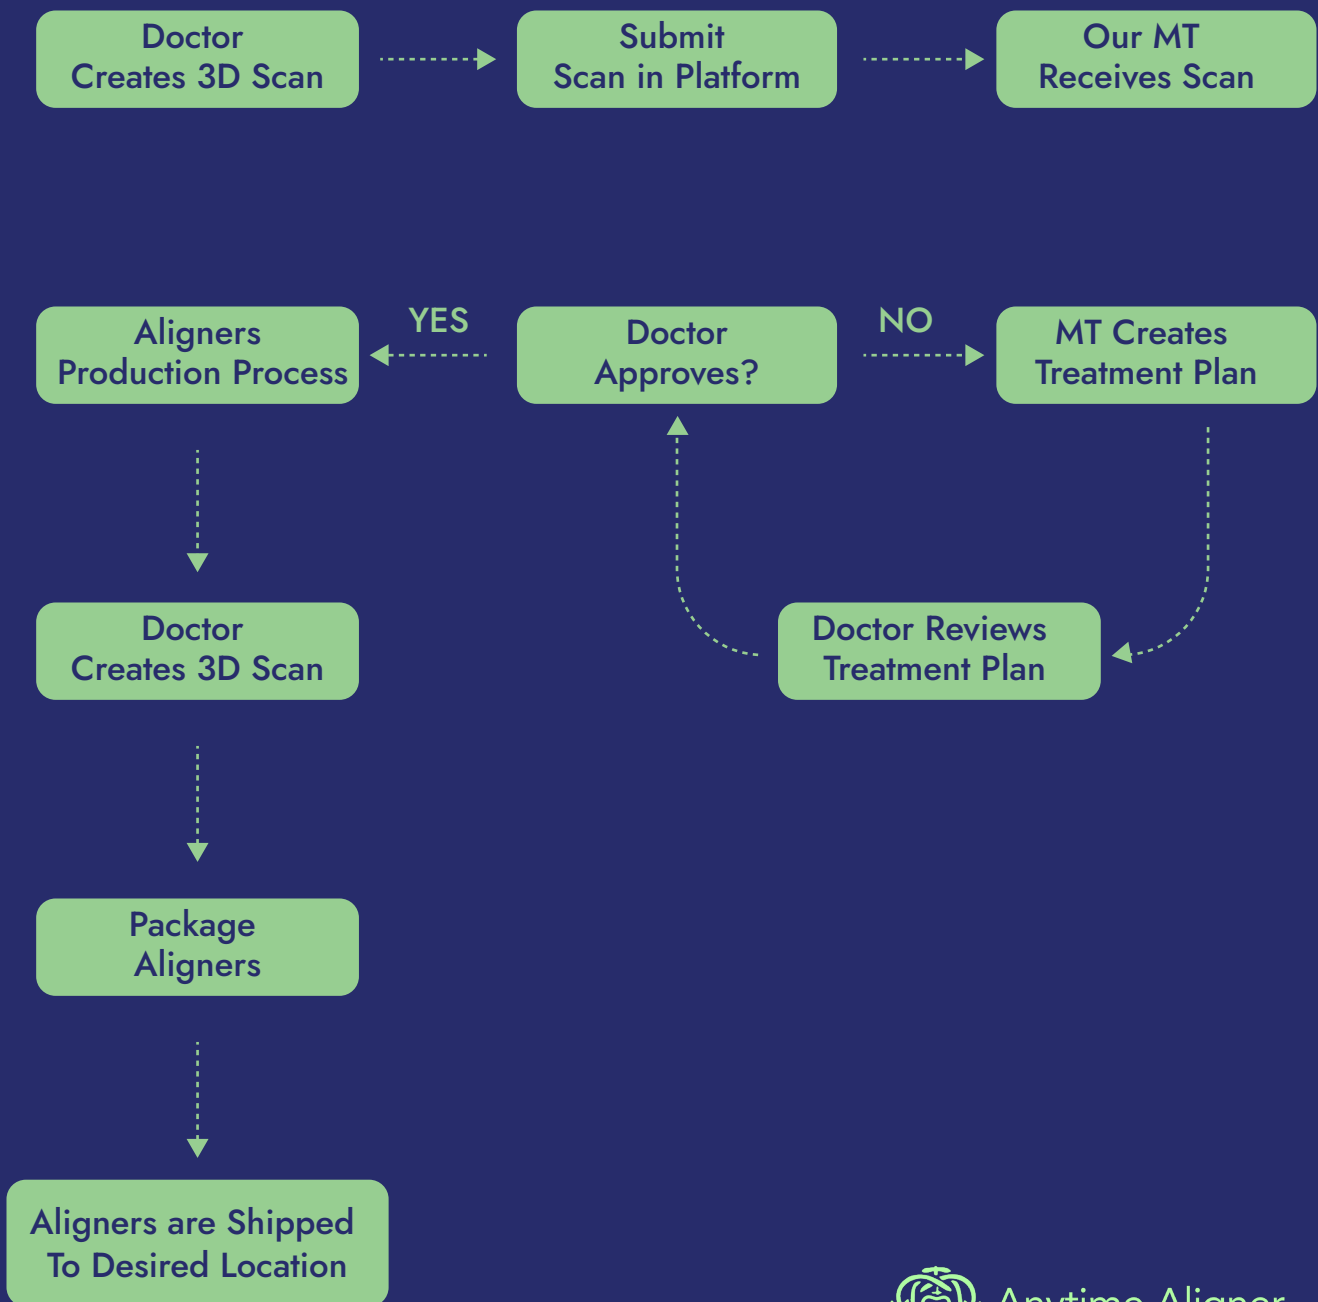 Doctor
Creates 3D Scan
Submit
Scan in Platform
Our MT
Receives Scan
Aligners
Production Process
YES
Doctor
Approves?
NO
MT Creates
Treatment Plan
Doctor
Creates 3D Scan
Doctor Reviews
Treatment Plan
Package
Aligners
Aligners are Shipped
To Desired Location
Anytime Aligner